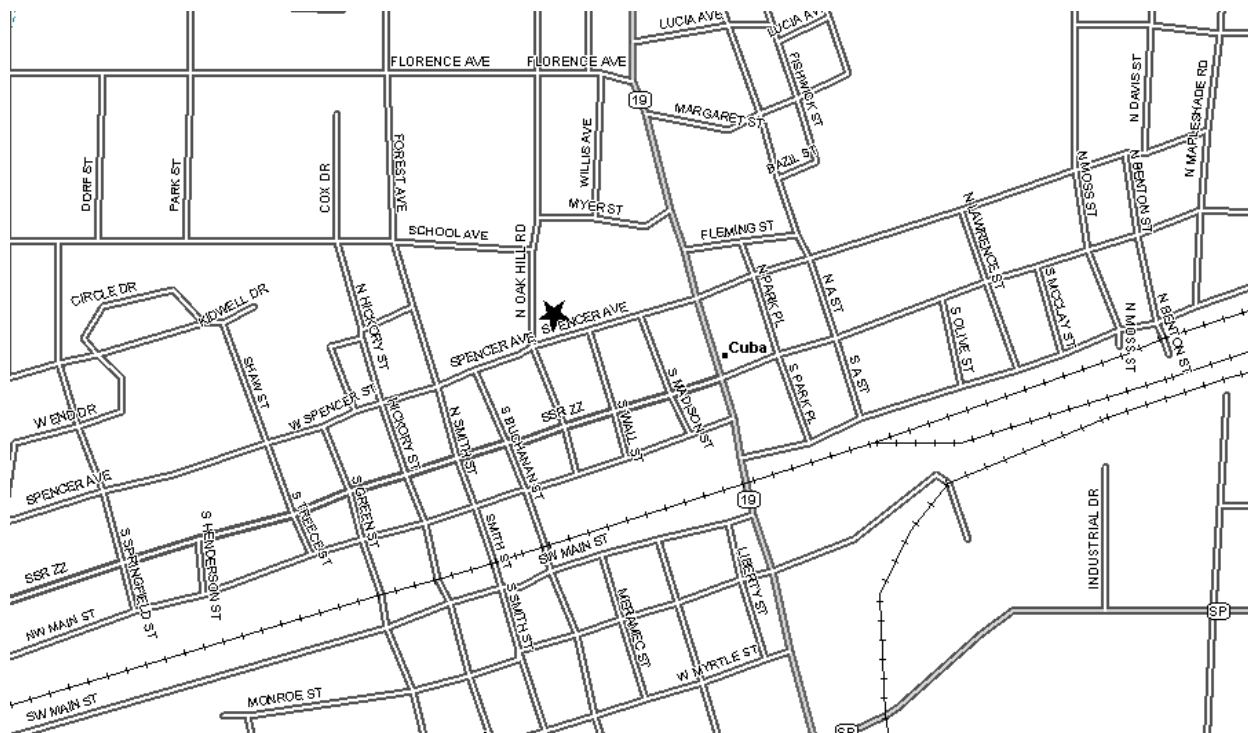 LUCIA AVE
LUCIA AV
FLORENCE AVE
FLORENCE AVE
FISHWICK ST
N DAVIS ST
N MAPLESHADE RD
19
MARGARET ST
WILLIS AVE
DORF ST
PARK ST
COX DR
FOREST AVE
BAZIL ST
N MOSS ST
N BENTON ST
MYER ST
SCHOOL AVE
N OAK HILL RD
FLEMING ST
N LAWRENCE ST
CIRCLE DR
KIDWELL DR
N HICKORY ST
N PARK PL
N A ST
S MCCLAY ST
S OLIVE ST
N MOSS ST
N BENTON ST
SPENCER AVE
SPENCER AVE
Cuba
SHAW ST
S MADISON ST
S PARK PL
S A ST
W END DR
W SPENCER ST
HICKORY ST
N SMITH ST
S BUCHANAN ST
SSR ZZ
S WALL ST
SPENCER AVE
S GREEN ST
S TREECE ST
19
INDUSTRIAL DR
S SPRINGFIELD ST
S HENDERSON ST
SMITH ST
SW MAIN ST
LIBERTY ST
SSR ZZ
S SMITH ST
MERAMEC ST
SP
NW MAIN ST
W MYRTLE ST
MONROE ST
SW MAIN ST
SP